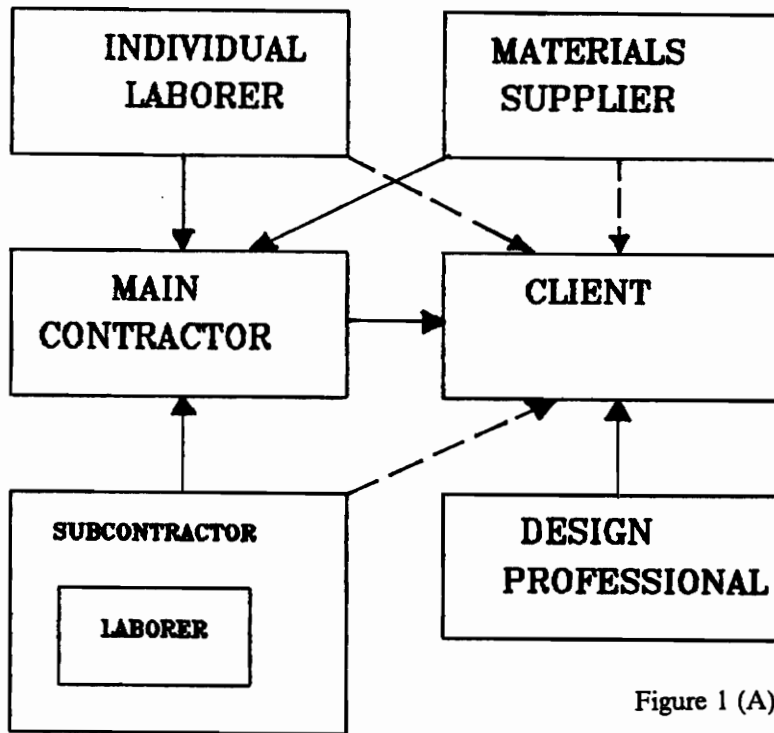 INDIVIDUAL
LABORER
MATERIALS
SUPPLIER
MAIN
CONTRACTOR
CLIENT
SUBCONTRACTOR
LABORER
DESIGN
PROFESSIONAL
Figure 1 (A)